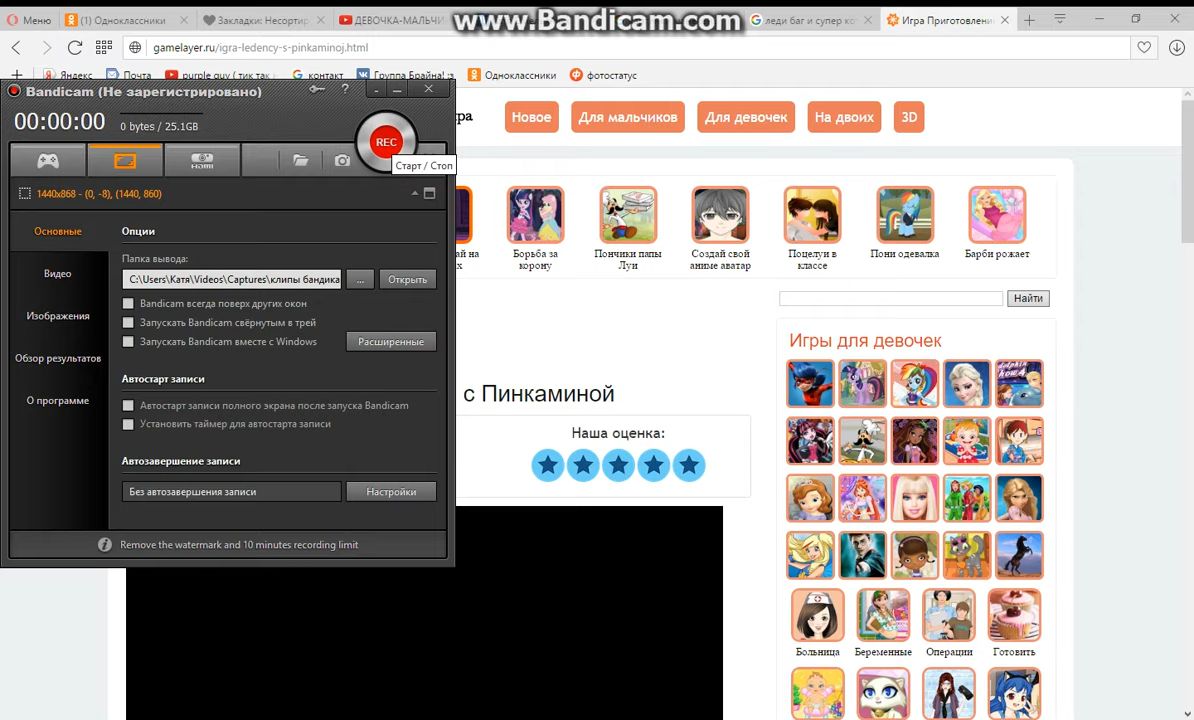 www.Bandicam.com
Меню
(1) Одноклассники
Закладки: Несортир
ДЕВОЧКА-МАЛЬЧИ
леди баг и супер ко
Игра Приготовлени
gamelayer.ru/igra-ledency-s-pinkaminoj.html
Яндекс
Почта
purple guy ( тик так
контакт
Группа Брайна! :з
Одноклассники
фотостатус
Bandicam (Не зарегистрировано)
00:00:00
0 bytes / 25.1GB
REC
Старт / Стоп
HDMI
1440x868 - (0, -8), (1440, 860)
Основные
Видео
Изображения
Обзор результатов
О программе
Опции
Папка вывода:
C:\Users\Катя\Videos\Captures\клипы бандика
...
Открыть
Bandicam всегда поверх других окон
Запускать Bandicam свёрнутым в трей
Запускать Bandicam вместе с Windows
Расширенные
Автостарт записи
Автостарт записи полного экрана после запуска Bandicam
Установить таймер для автостарта записи
Автозавершение записи
Без автозавершения записи
Настройки
Remove the watermark and 10 minutes recording limit
ра
Новое
Для мальчиков
Для девочек
На двоих
3D
ай на
х
Борьба за
корону
Пончики папы
Луи
Создай свой
аниме аватар
Поцелуи в
классе
Пони одевалка
Барби рожает
Найти
с Пинкаминой
Наша оценка:
Игры для девочек
Больница
Беременные
Операции
Готовить